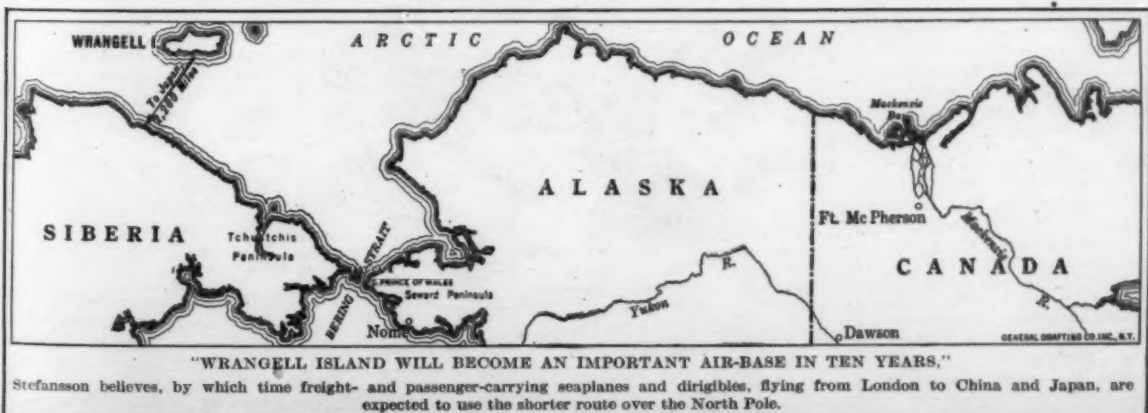 WRANGELL I.
ARCTIC OCEAN
To Japan,
Miles
Mackenzie
Bay
ALASKA
SIBERIA
Ft. McPherson
Mackenzie
R.
CANADA
Tchuktchis
Peninsula
BERING STRAIT
C. PRINCE OF WALES
Seward Peninsula
Nome
Yukon
R.
Dawson
GENERAL DRAFTING CO.INC., N.Y.
"WRANGELL ISLAND WILL BECOME AN IMPORTANT AIR-BASE IN TEN YEARS,"
Stefansson believes, by which time freight- and passenger-carrying seaplanes and dirigibles, flying from London to China and Japan, are
expected to use the shorter route over the North Pole.